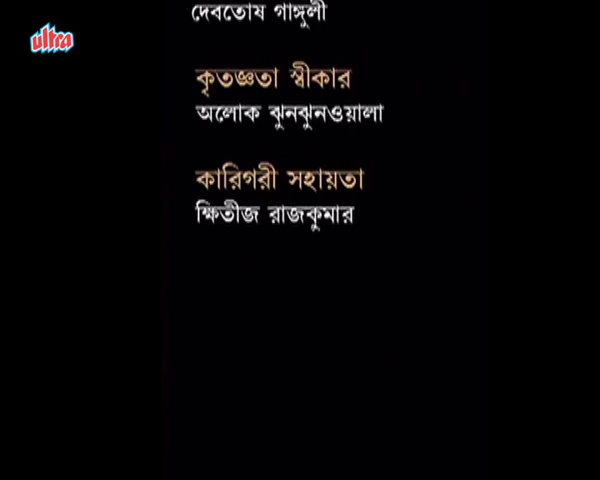 দেবতোষ গাঙ্গুলী
ultra
কৃতজ্ঞতা স্বীকার
অলোক ঝুনঝুনওয়ালা
কারিগরী সহায়তা
ক্ষিতীজ রাজকুমার